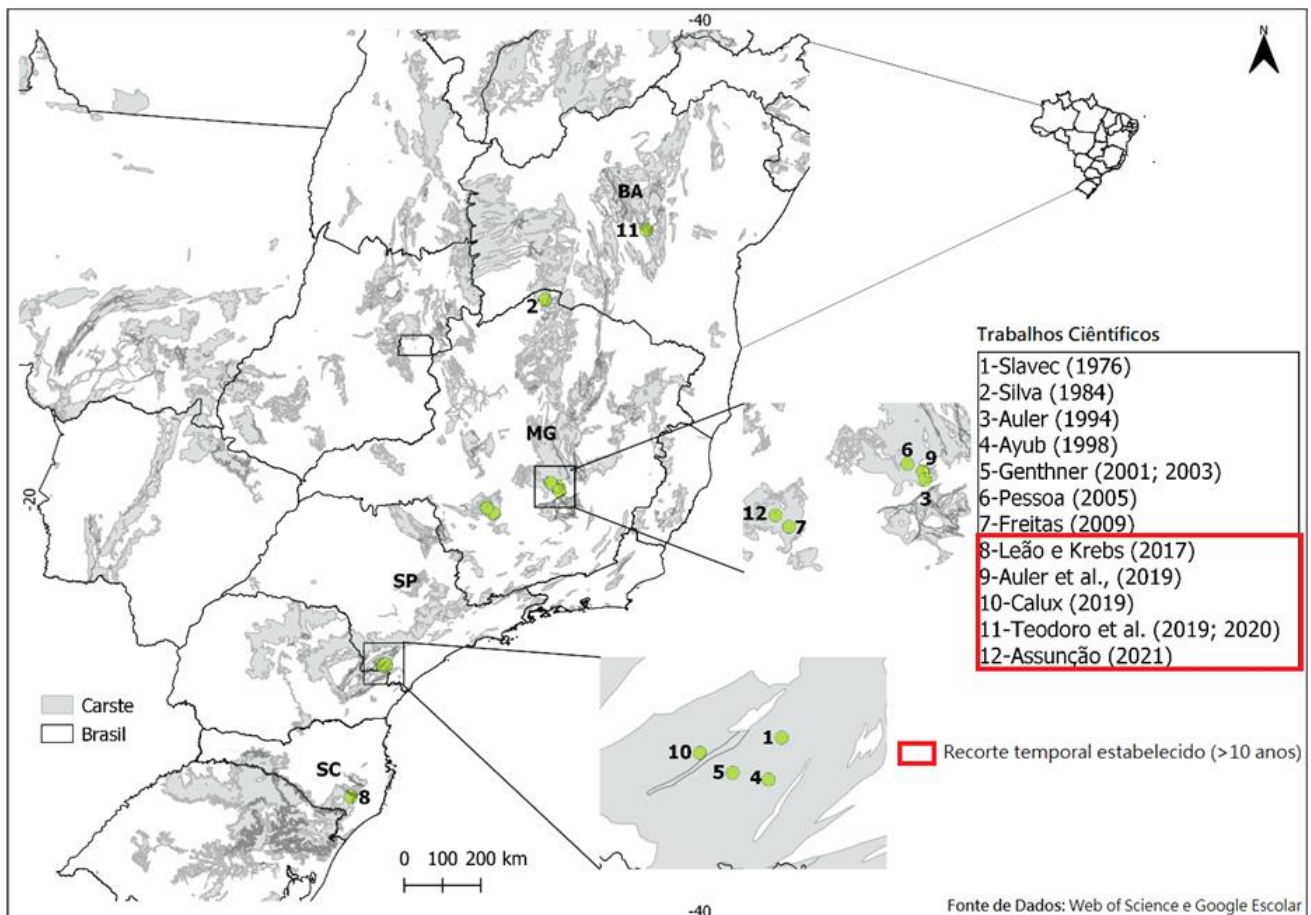 -40
N
BA
11
2
MG
-20
6
9
3
12
7
SP
10
1
5
4
SC
8
Carste
Brasil
0 100 200 km
-40
Trabalhos Ciêntíficos
1-Slavec (1976)
2-Silva (1984)
3-Auler (1994)
4-Ayub (1998)
5-Genthner (2001; 2003)
6-Pessoa (2005)
7-Freitas (2009)
8-Leão e Krebs (2017)
9-Auler et al., (2019)
10-Calux (2019)
11-Teodoro et al. (2019; 2020)
12-Assunção (2021)
Recorte temporal estabelecido (>10 anos)
Fonte de Dados: Web of Science e Google Escolar